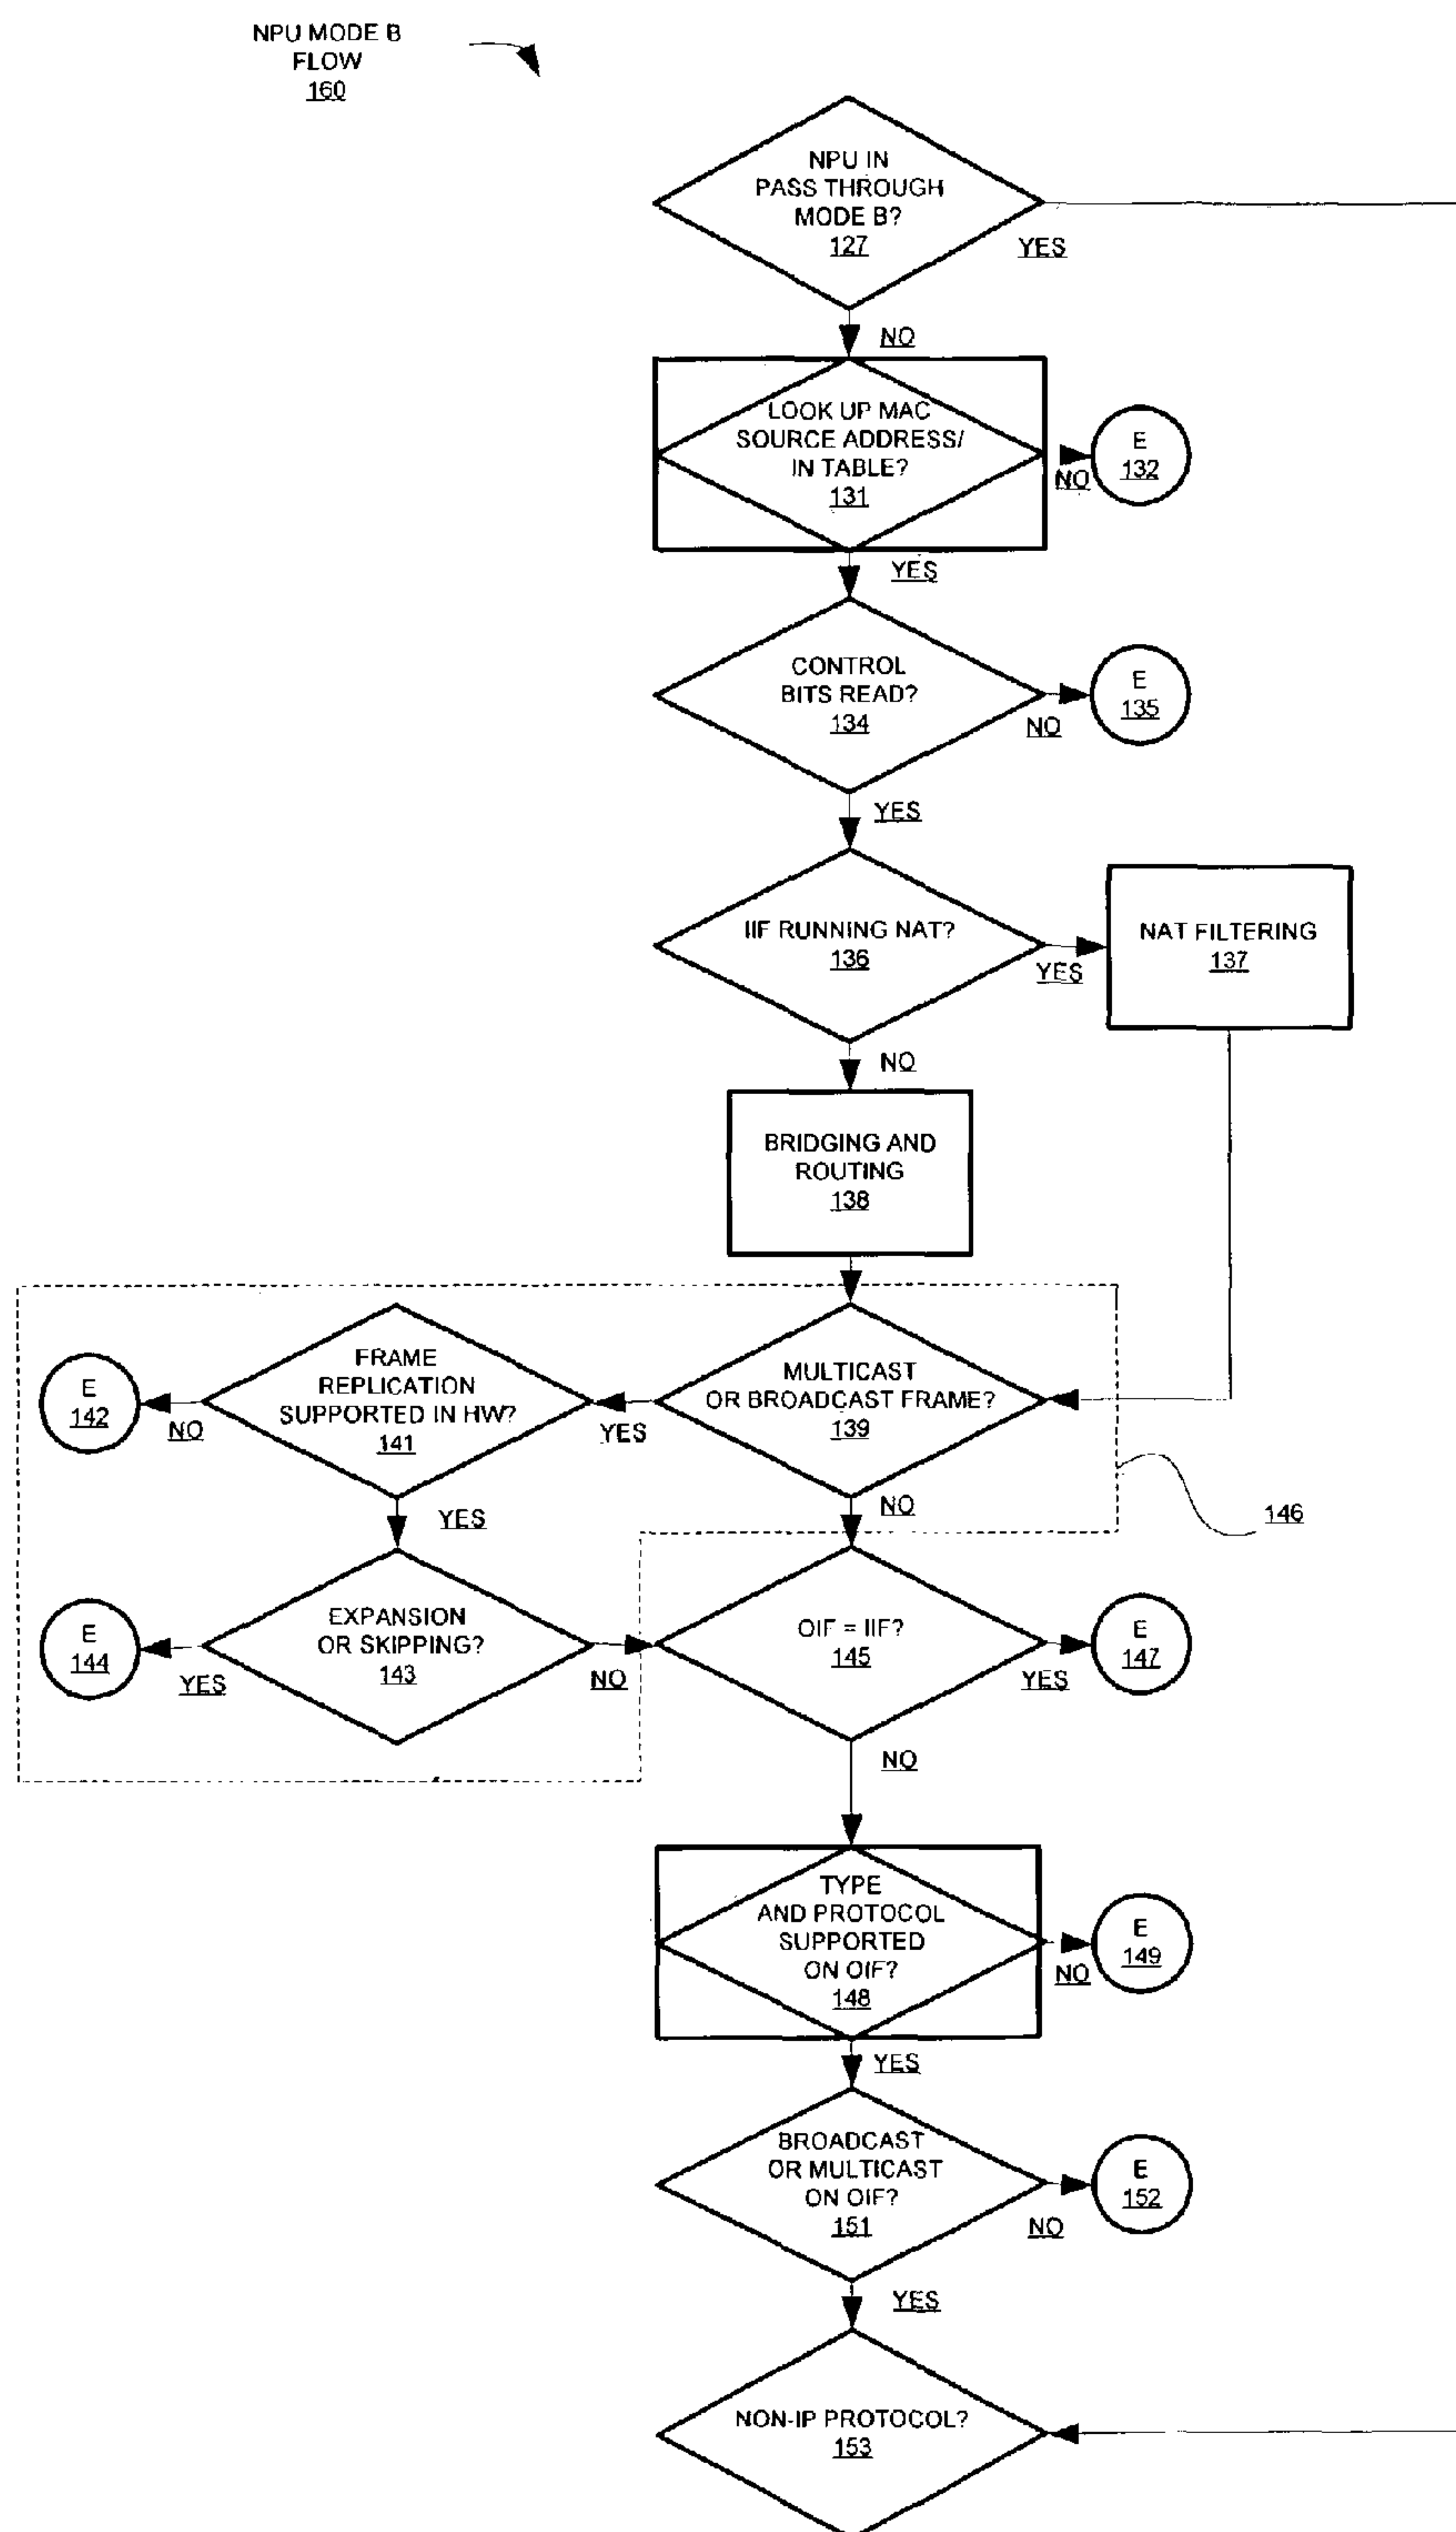 NPU MODE B
FLOW
160
NPU IN
PASS THROUGH
MODE B?
127
YES
NO
LOOK UP MAC
SOURCE ADDRESS/
IN TABLE?
131
NO
E
132
YES
CONTROL
BITS READ?
134
NO
E
135
YES
IIF RUNNING NAT?
136
YES
NAT FILTERING
137
NO
BRIDGING AND
ROUTING
138
MULTICAST
OR BROADCAST FRAME?
139
YES
FRAME
REPLICATION
SUPPORTED IN HW?
141
NO
E
142
YES
NO
146
EXPANSION
OR SKIPPING?
143
YES
E
144
NO
OIF = IIF?
145
YES
E
147
NO
TYPE
AND PROTOCOL
SUPPORTED
ON OIF?
148
NO
E
149
YES
BROADCAST
OR MULTICAST
ON OIF?
151
NO
E
152
YES
NON-IP PROTOCOL?
153